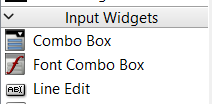 Input Widgets
Combo Box
Font Combo Box
Line Edit